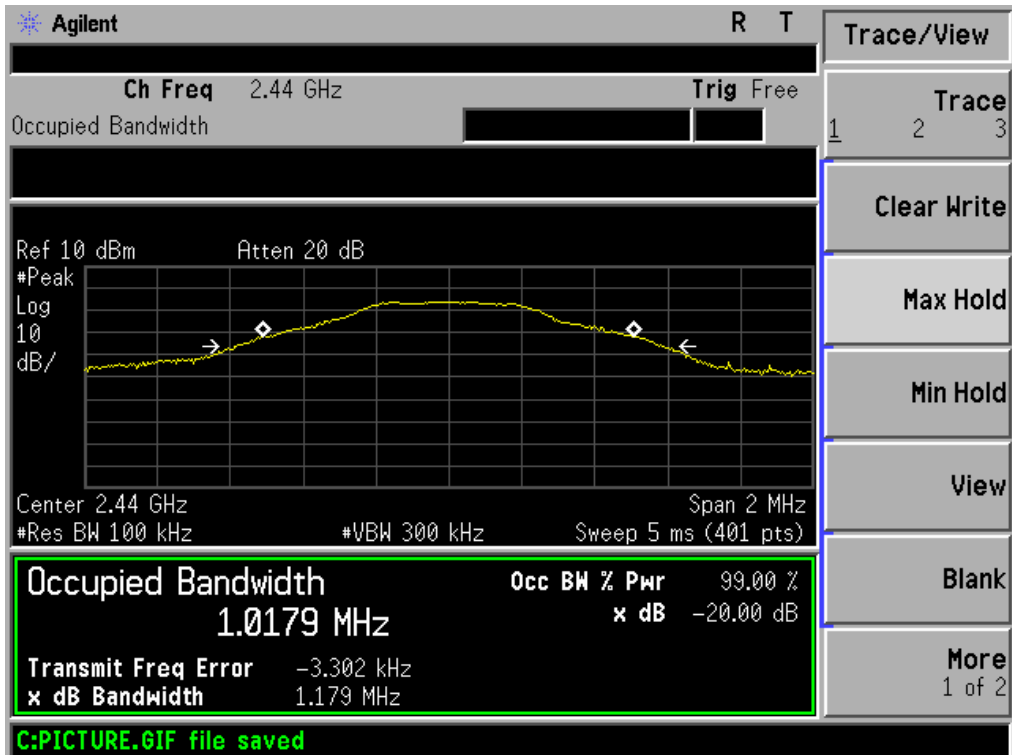 Agilent R T
Trace/View
Ch Freq 2.44 GHz Trig Free
Occupied Bandwidth
Trace
1 2 3
Clear Write
Max Hold
Min Hold
View
Blank
More
1 of 2
Ref 10 dBm Atten 20 dB
#Peak
Log
10
dB/
Center 2.44 GHz Span 2 MHz
#Res BW 100 kHz #VBW 300 kHz Sweep 5 ms (401 pts)
Occupied Bandwidth Occ BW % Pwr 99.00 %
1.0179 MHz x dB -20.00 dB
Transmit Freq Error -3.302 kHz
x dB Bandwidth 1.179 MHz
C:PICTURE.GIF file saved